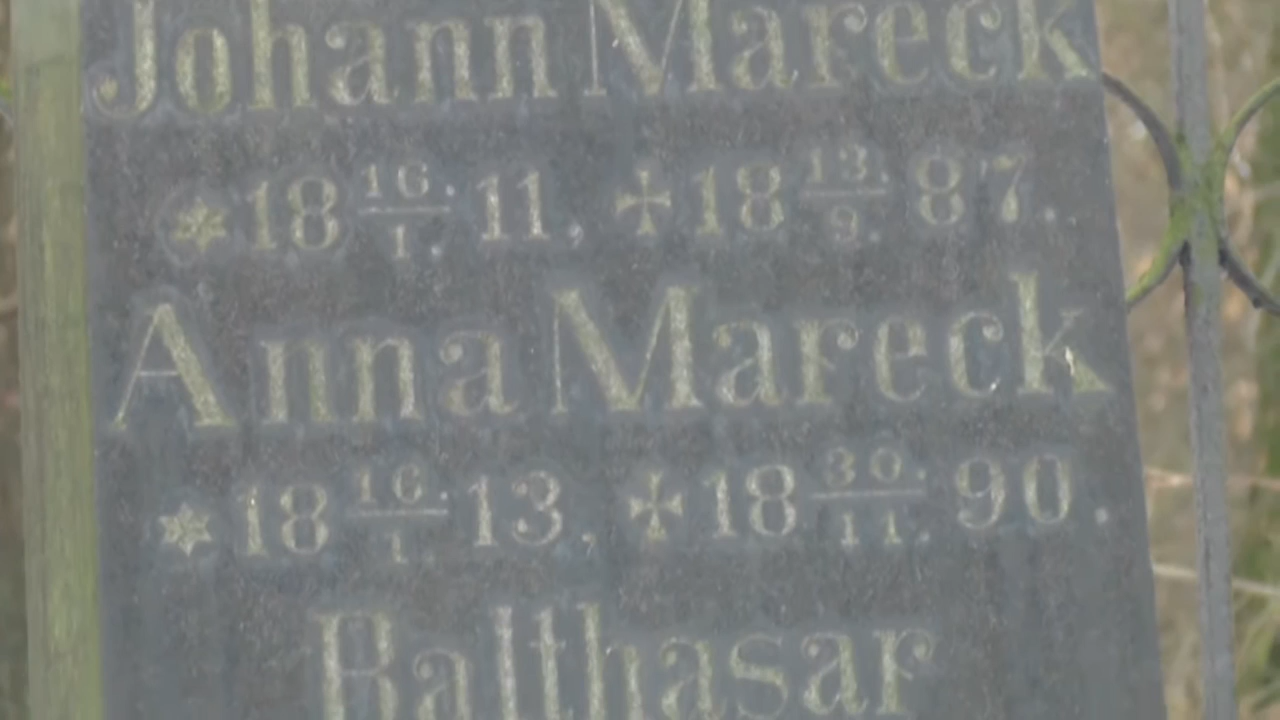 Johann Mareck
* 18 16./1. 11, ✠ 18 13./9. 87.
Anna Mareck
* 18 16./1. 13, ✠ 18 30./11. 90.
Balthasar